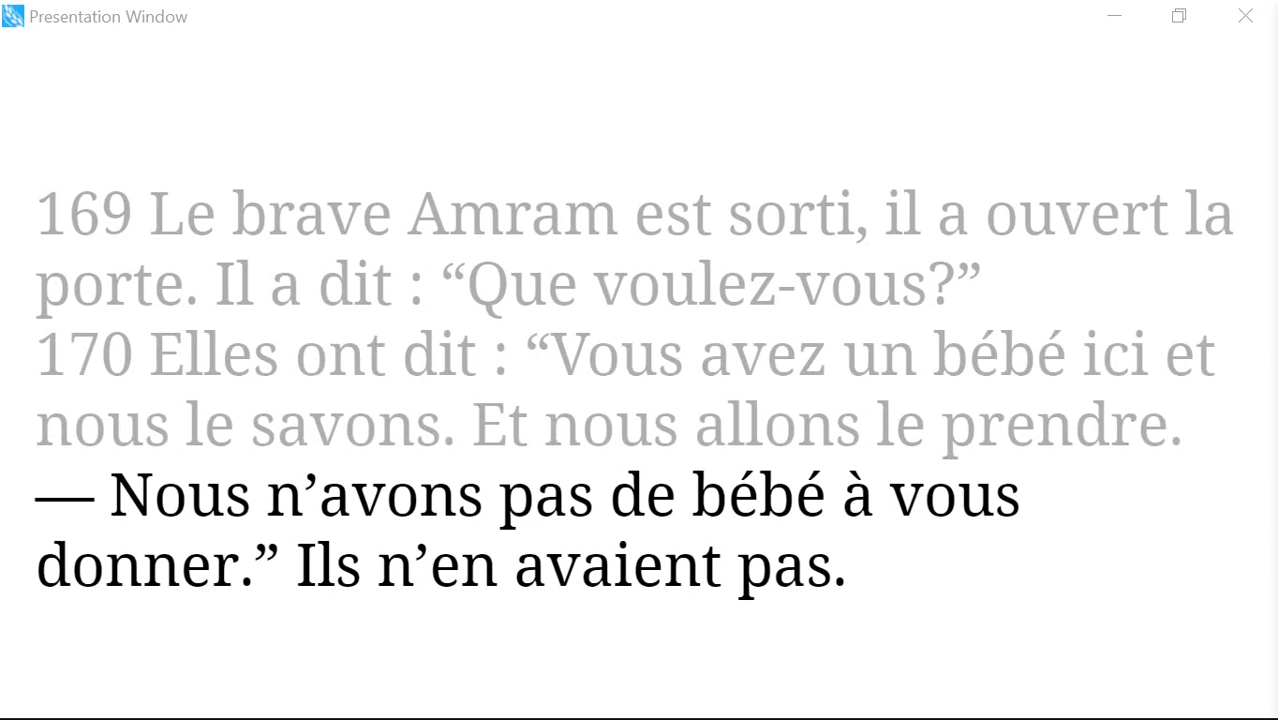 Presentation Window
169 Le brave Amram est sorti, il a ouvert la
porte. Il a dit : “Que voulez-vous?”
170 Elles ont dit : “Vous avez un bébé ici et
nous le savons. Et nous allons le prendre.
— Nous n’avons pas de bébé à vous
donner.” Ils n’en avaient pas.